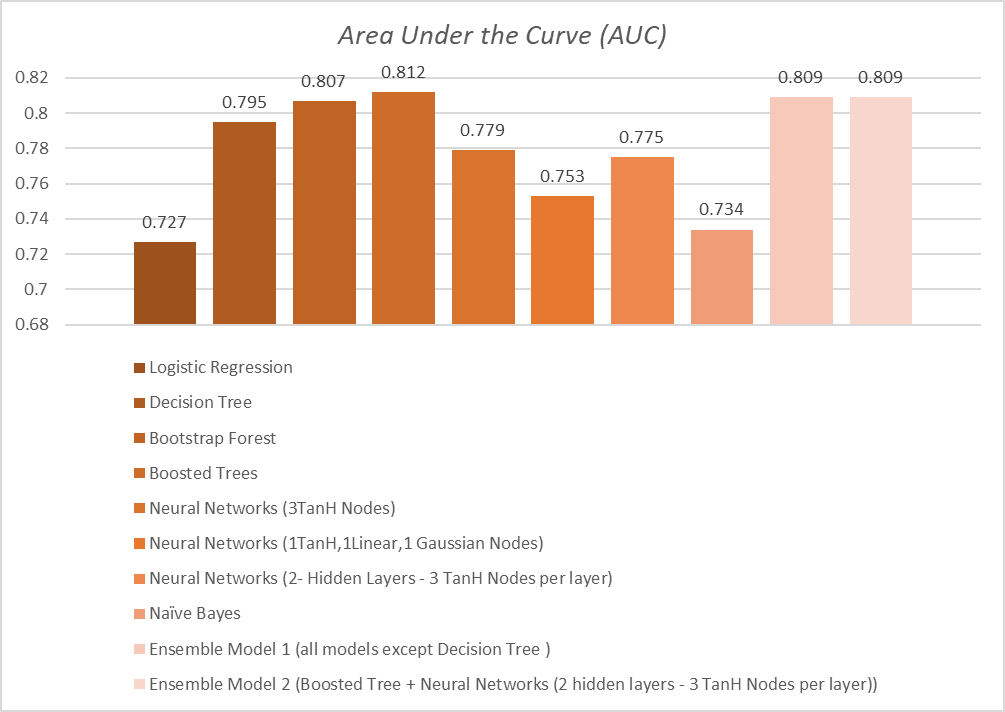 Area Under the Curve (AUC)
0.82
0.8
0.78
0.76
0.74
0.72
0.7
0.68
0.727
0.795
0.807
0.812
0.779
0.753
0.775
0.734
0.809
0.809
Logistic Regression
Decision Tree
Bootstrap Forest
Boosted Trees
Neural Networks (3TanH Nodes)
Neural Networks (1TanH,1Linear,1 Gaussian Nodes)
Neural Networks (2- Hidden Layers - 3 TanH Nodes per layer)
Naïve Bayes
Ensemble Model 1 (all models except Decision Tree )
Ensemble Model 2 (Boosted Tree + Neural Networks (2 hidden layers - 3 TanH Nodes per layer))